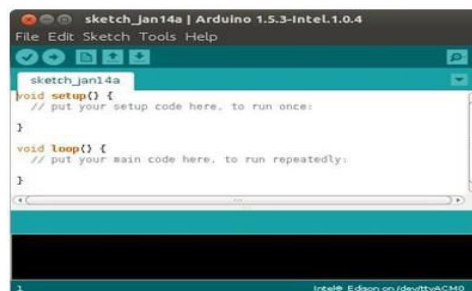 sketch_jan14a | Arduino 1.5.3-Intel.1.0.4
File Edit Sketch Tools Help
sketch_jan14a
void setup() {
// put your setup code here, to run once:
}
void loop() {
// put your main code here, to run repeatedly:
}
1 Intel® Edison on /dev/ttyACM0